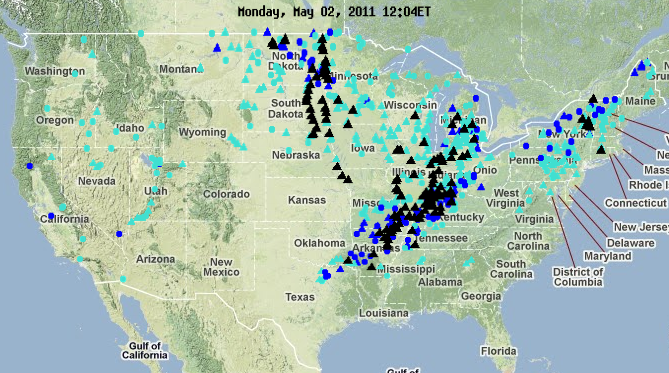 Monday, May 02, 2011 12:04ET
Washington
Montana
North
Dakota
Minnesota
Maine
Oregon
Idaho
South
Dakota
Wisconsin
Michigan
New York
Wyoming
Iowa
Nebraska
Illinois
Indiana
Ohio
Pennsylvania
Mass
Rhode I
Connecticut
Nevada
Utah
Colorado
Kansas
Missouri
West
Virginia
Virginia
Kentucky
New Jersey
Delaware
Maryland
District of
Columbia
California
Arizona
New
Mexico
Oklahoma
Arkansas
Tennessee
North
Carolina
South
Carolina
Mississippi
Alabama
Georgia
Texas
Louisiana
Gulf of
California
Florida
Gulf of